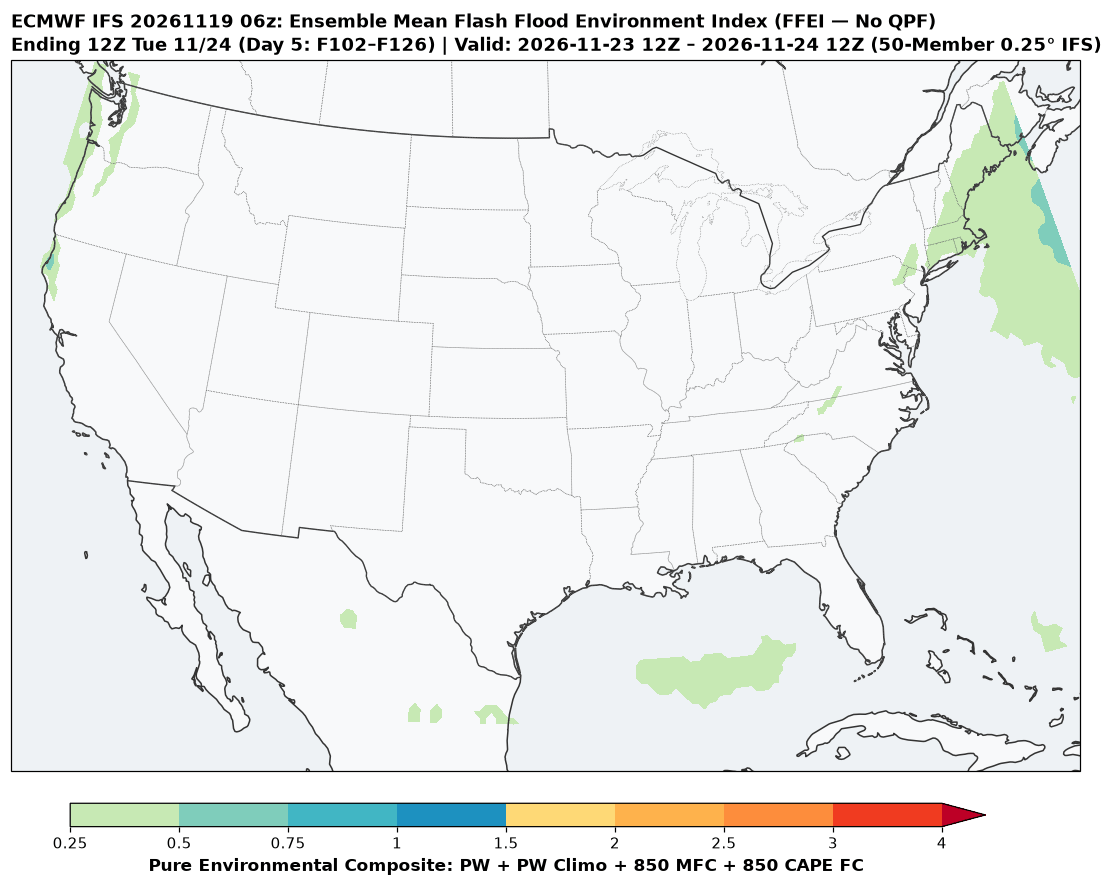 ECMWF IFS 20261119 06z: Ensemble Mean Flash Flood Environment Index (FFEI — No QPF)
Ending 12Z Tue 11/24 (Day 5: F102–F126) | Valid: 2026-11-23 12Z – 2026-11-24 12Z (50-Member 0.25° IFS)
0.25 0.5 0.75 1 1.5 2 2.5 3 4
Pure Environmental Composite: PW + PW Climo + 850 MFC + 850 CAPE FC